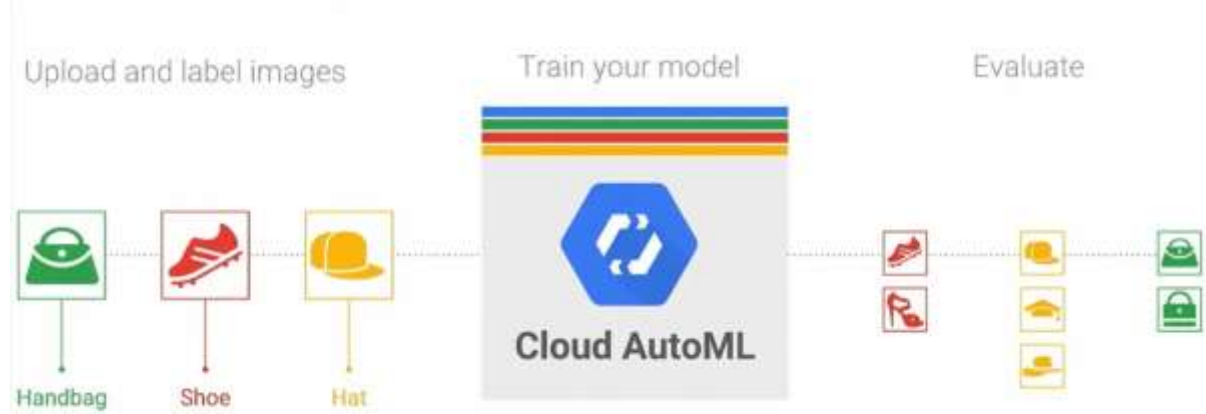 Upload and label images
Train your model
Evaluate
Cloud AutoML
Handbag
Shoe
Hat